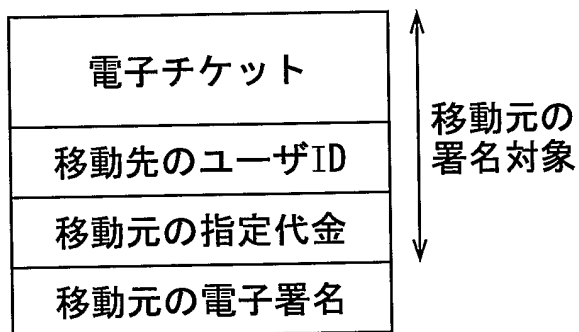 電子チケット
移動先のユーザID
移動元の指定代金
移動元の電子署名
移動元の
署名対象